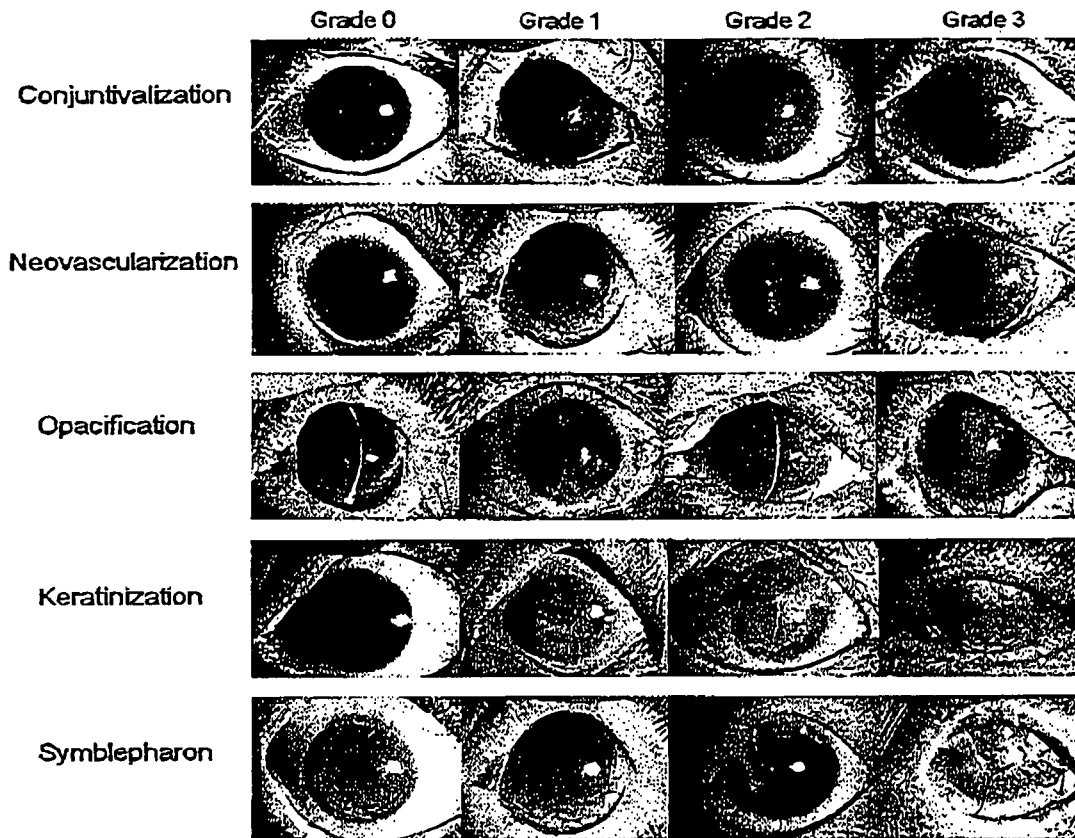 Grade 0 Grade 1 Grade 2 Grade 3
Conjuntivalization
Neovascularization
Opacification
Keratinization
Symblepharon